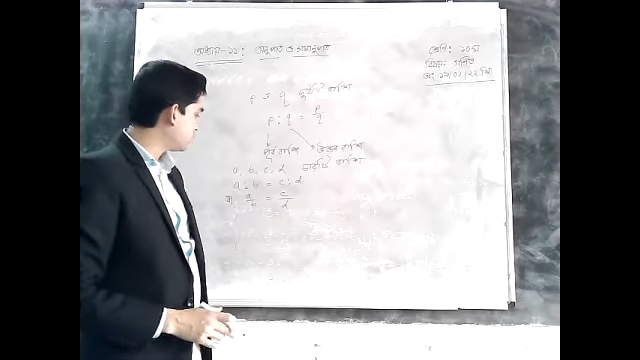 অধ্যায়-১১: অনুপাত ও সমানুপাত
শ্রেণি: ১০ম
বিষয়: গণিত
p ও q দুইটি রাশি
p : q = p/q
পূর্ব রাশি উত্তর রাশি
a, b, c, d চারটি রাশি
a : b = c : d
বা a/b = c/d